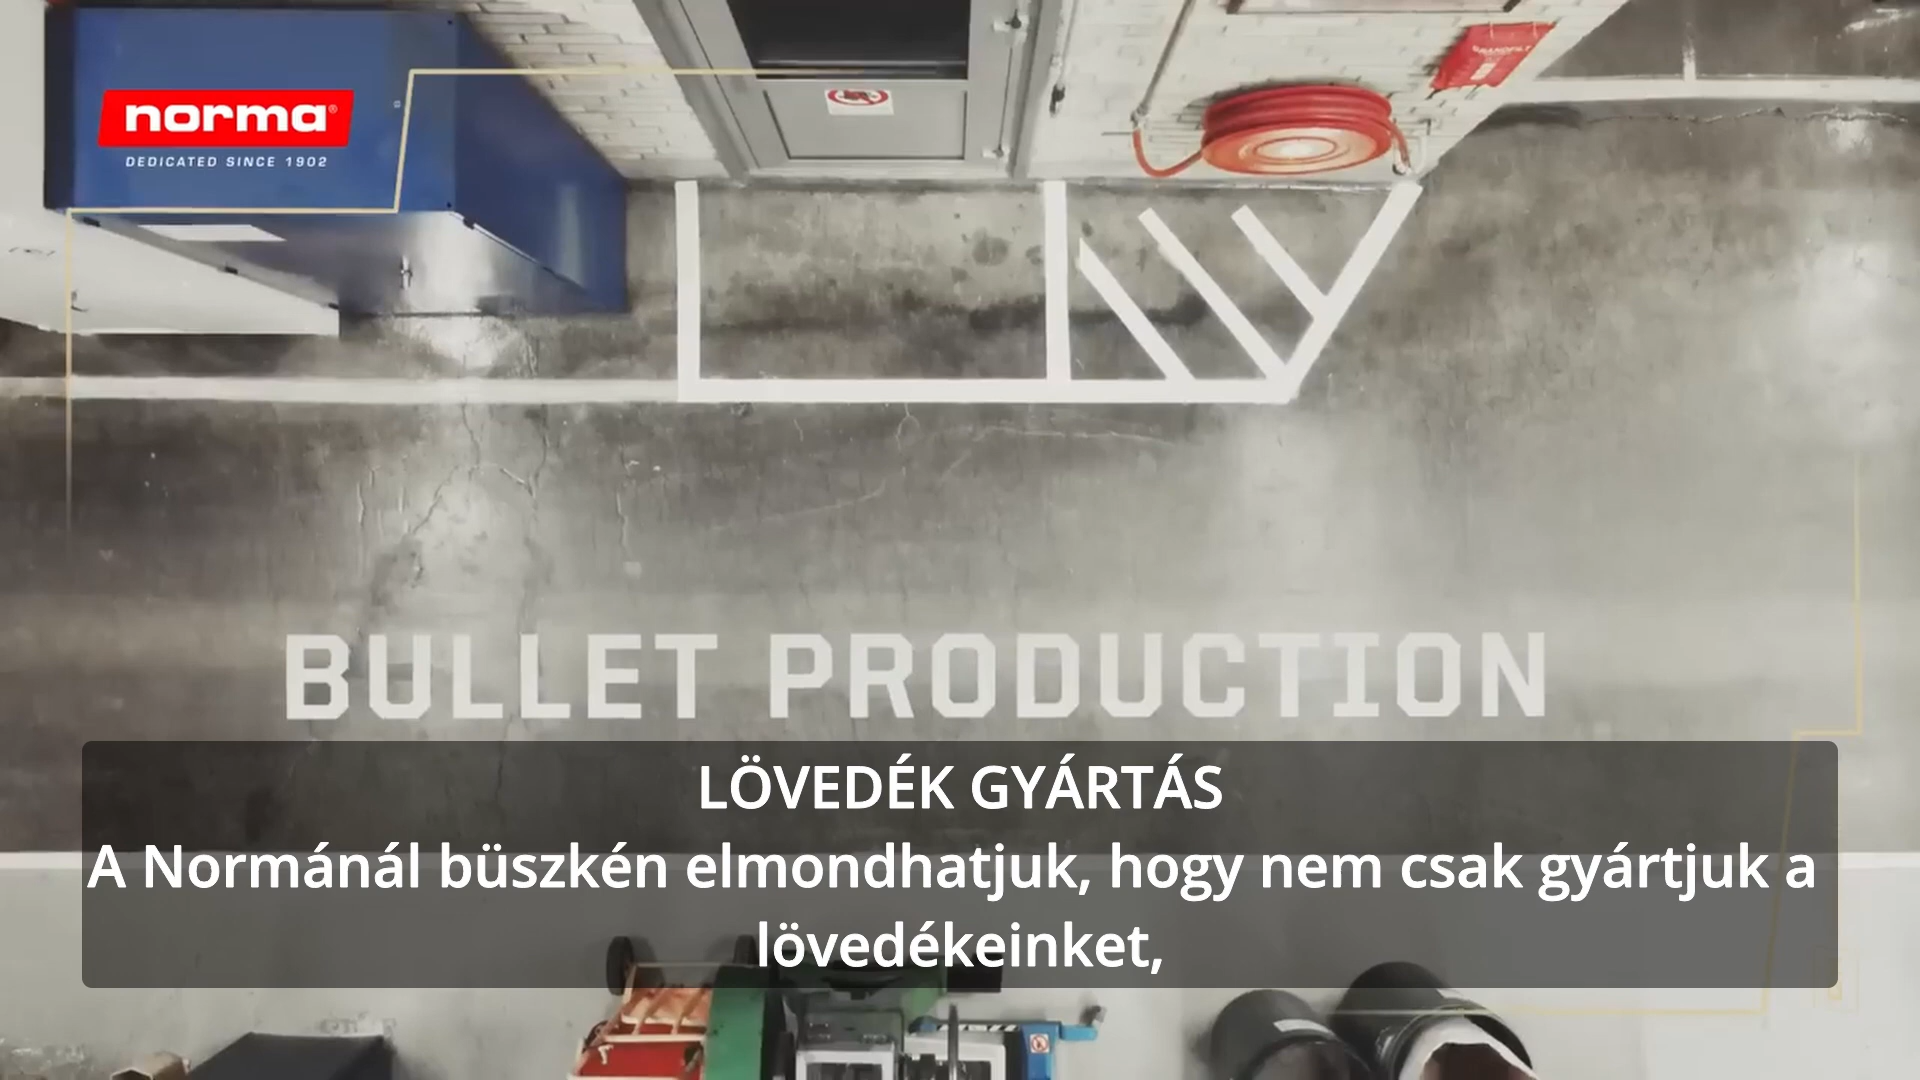 norma®
DEDICATED SINCE 1902
BULLET PRODUCTION
LÖVEDÉK GYÁRTÁS
A Normánál büszkén elmondhatjuk, hogy nem csak gyártjuk a
lövedékeinket,